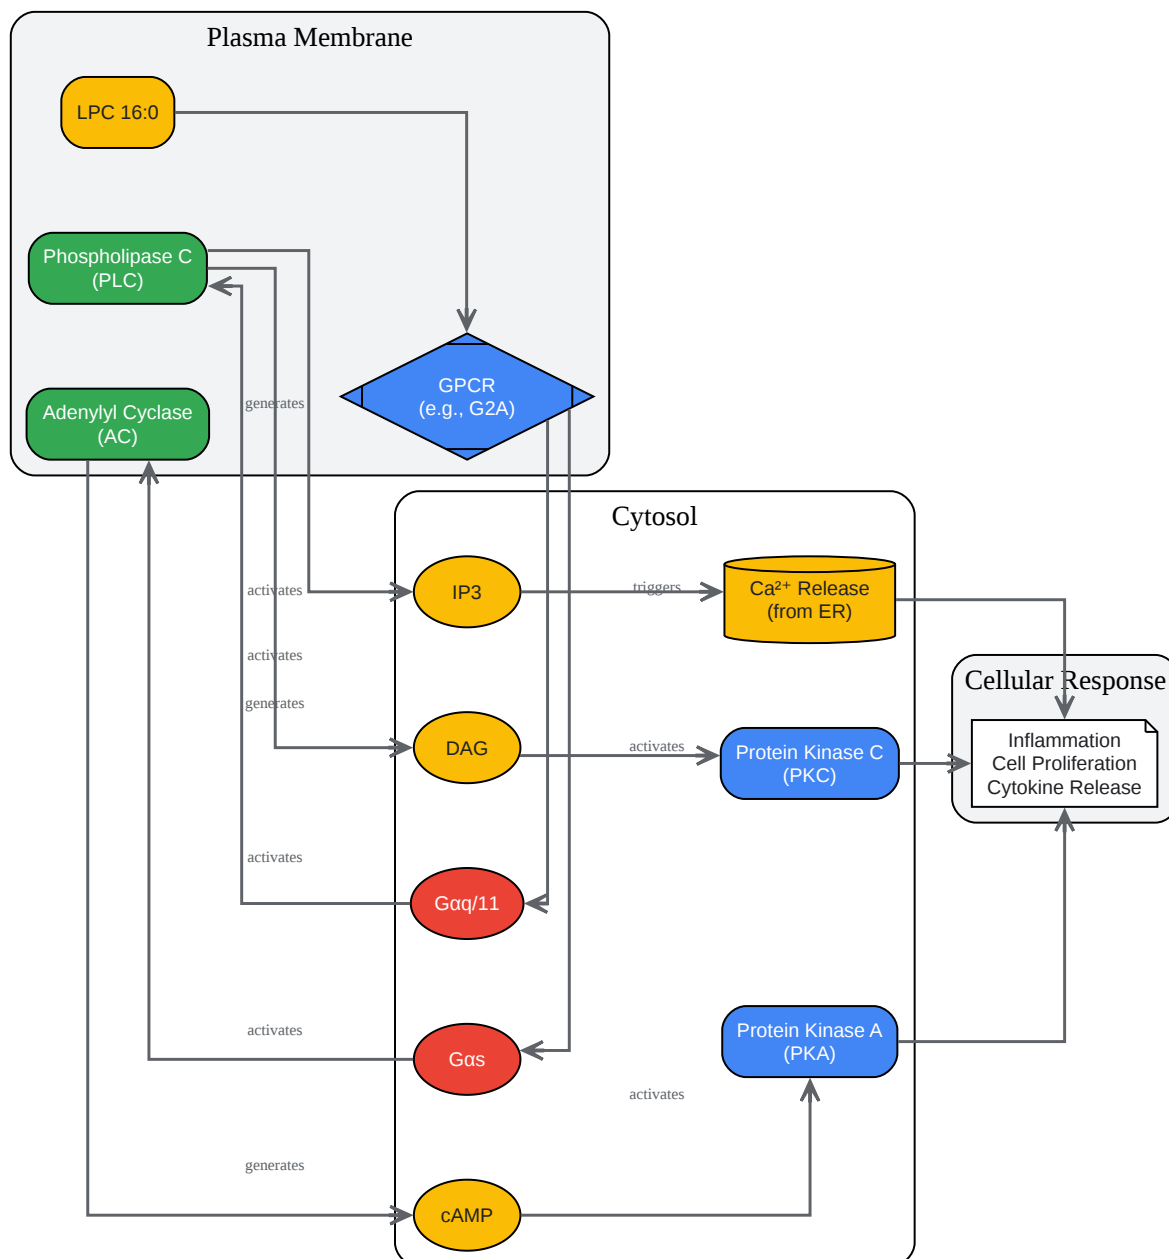 Plasma Membrane
LPC 16:0
Phospholipase C
(PLC)
GPCR
(e.g., G2A)
generates
Adenylyl Cyclase
(AC)
Cytosol
IP3
activates
triggers
Ca²⁺ Release
(from ER)
activates
generates
Cellular Response
DAG
activates
Protein Kinase C
(PKC)
Inflammation
Cell Proliferation
Cytokine Release
activates
Gαq/11
activates
Gαs
Protein Kinase A
(PKA)
activates
generates
cAMP